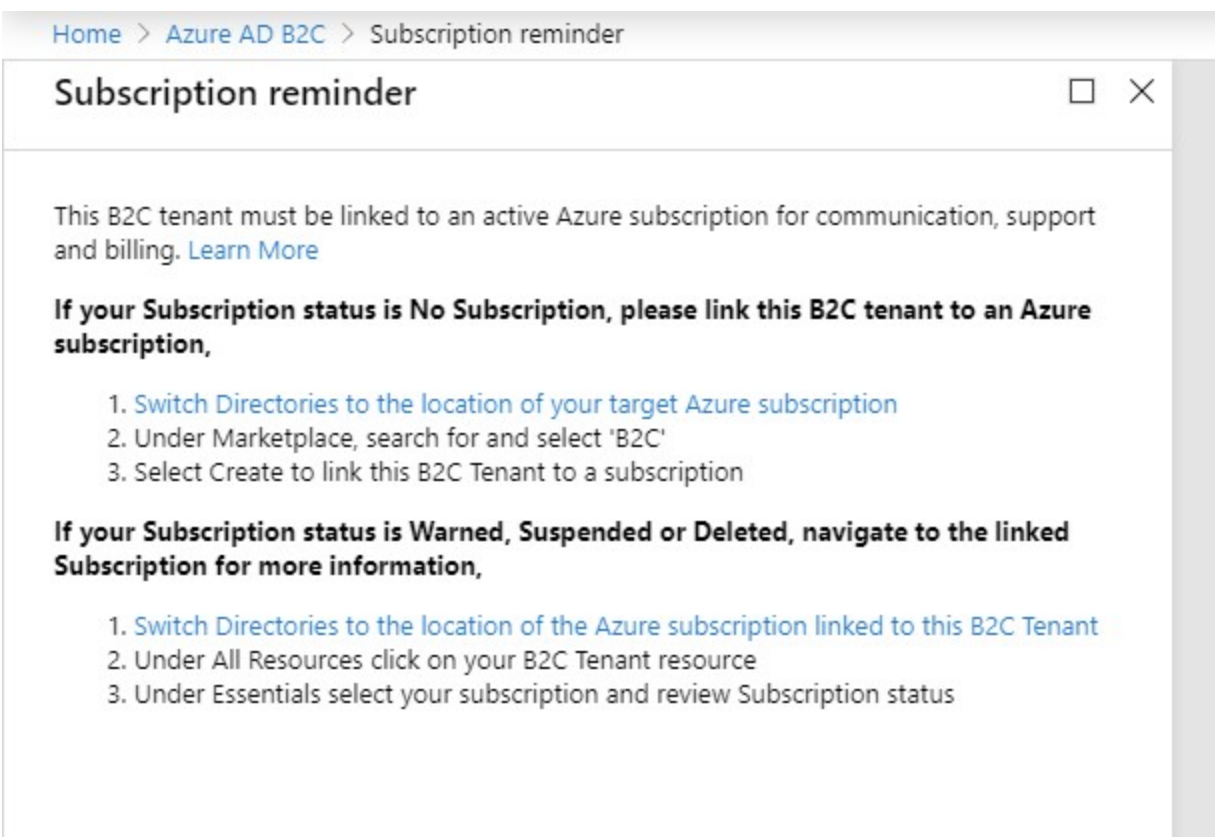 Home > Azure AD B2C > Subscription reminder
Subscription reminder
This B2C tenant must be linked to an active Azure subscription for communication, support
and billing. Learn More
If your Subscription status is No Subscription, please link this B2C tenant to an Azure
subscription,
1. Switch Directories to the location of your target Azure subscription
2. Under Marketplace, search for and select 'B2C'
3. Select Create to link this B2C Tenant to a subscription
If your Subscription status is Warned, Suspended or Deleted, navigate to the linked
Subscription for more information,
1. Switch Directories to the location of the Azure subscription linked to this B2C Tenant
2. Under All Resources click on your B2C Tenant resource
3. Under Essentials select your subscription and review Subscription status